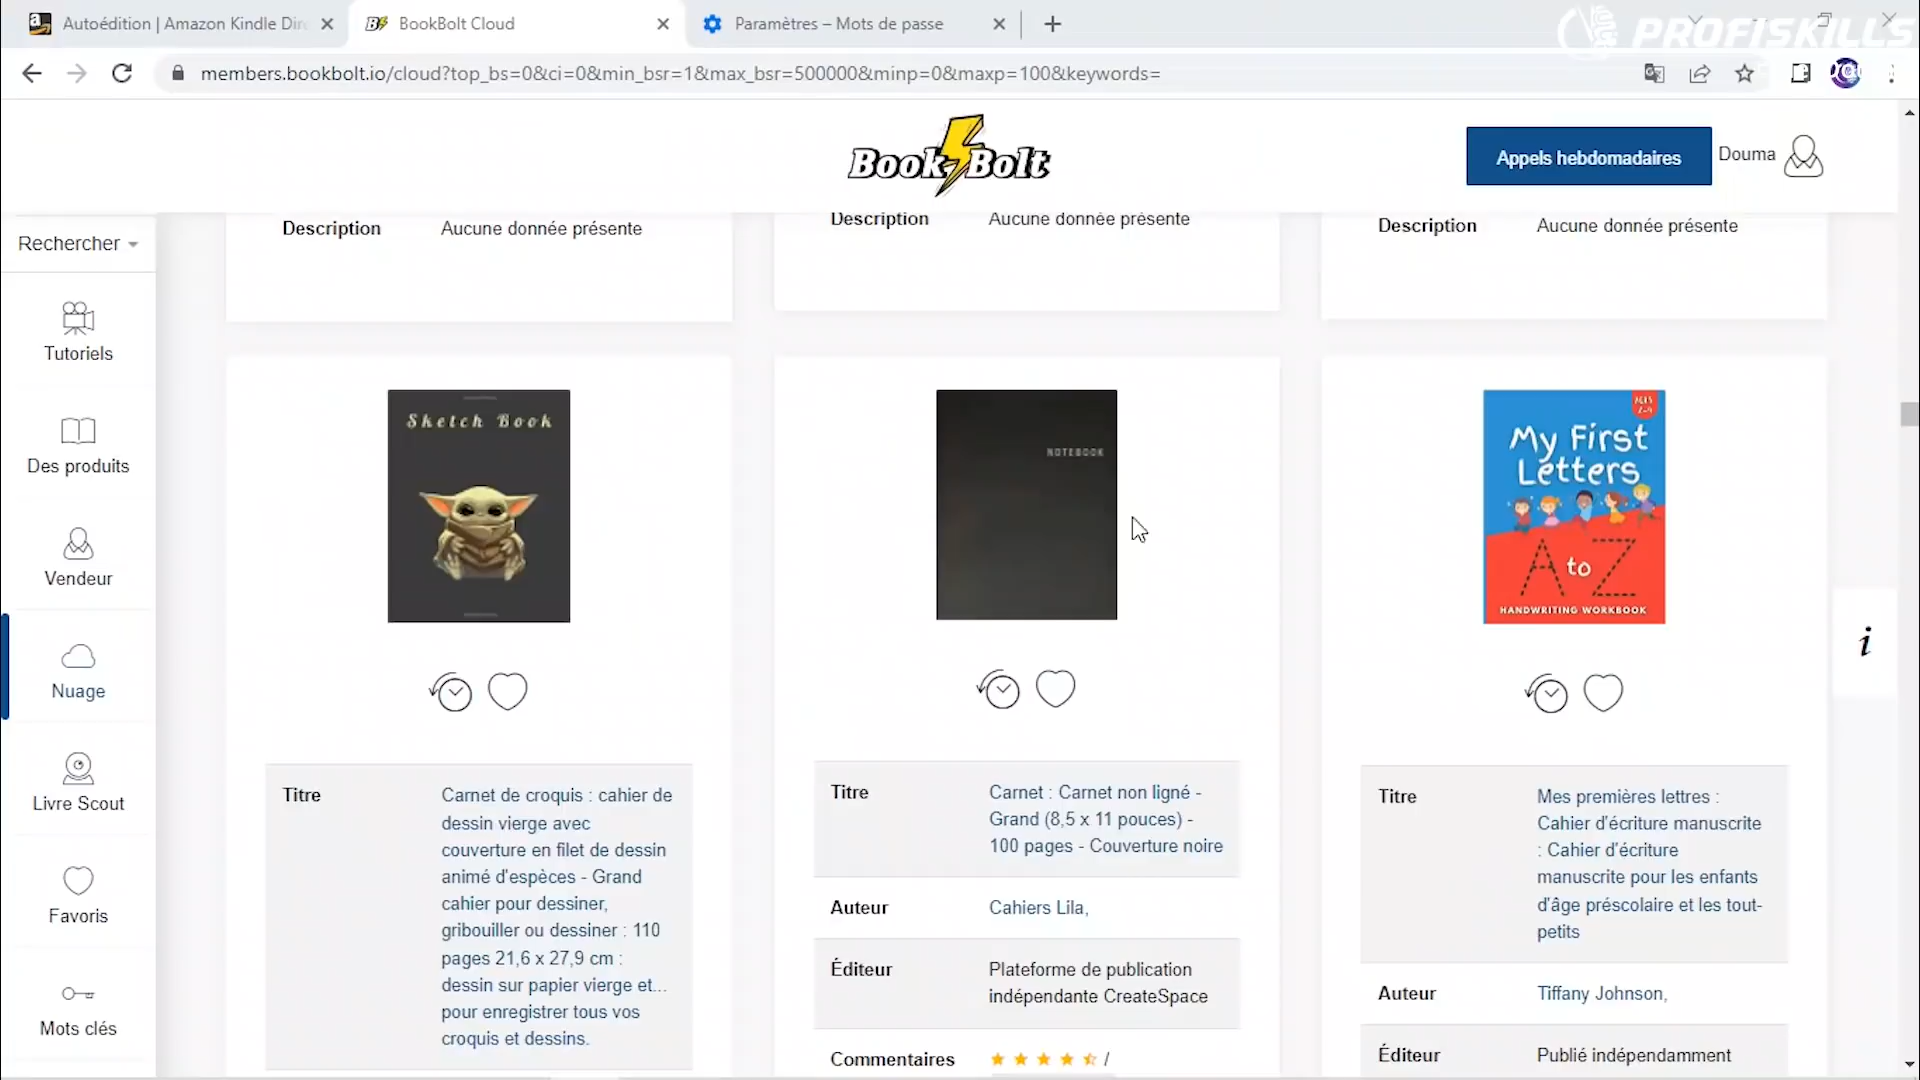 Autoédition | Amazon Kindle Dir
BookBolt Cloud
Paramètres – Mots de passe
PROFISKILLS
members.bookbolt.io/cloud?top_bs=0&ci=0&min_bsr=1&max_bsr=500000&minp=0&maxp=100&keywords=
Book Bolt
Appels hebdomadaires
Douma
Rechercher
Tutoriels
Des produits
Vendeur
Nuage
Livre Scout
Favoris
Mots clés
Description Aucune donnée présente
Description Aucune donnée présente
Description Aucune donnée présente
Sketch Book
Titre Carnet de croquis : cahier de
dessin vierge avec
couverture en filet de dessin
animé d'espèces - Grand
cahier pour dessiner,
gribouiller ou dessiner : 110
pages 21,6 x 27,9 cm :
dessin sur papier vierge et...
pour enregistrer tous vos
croquis et dessins.
NOTEBOOK
Titre Carnet : Carnet non ligné -
Grand (8,5 x 11 pouces) -
100 pages - Couverture noire
Auteur Cahiers Lila,
Éditeur Plateforme de publication
indépendante CreateSpace
Commentaires /
My First
Letters
A to Z
HANDWRITING WORKBOOK
Titre Mes premières lettres :
Cahier d'écriture manuscrite
: Cahier d'écriture
manuscrite pour les enfants
d'âge préscolaire et les tout-
petits
Auteur Tiffany Johnson,
Éditeur Publié indépendamment
i